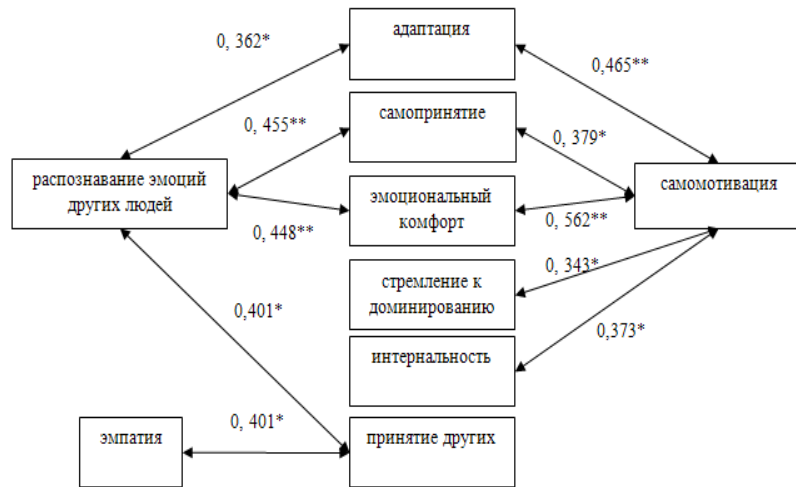 адаптация
0, 362*
0,465**
самопринятие
0, 455**
0, 379*
распознавание эмоций
других людей
самомотивация
эмоциональный
комфорт
0, 448**
0, 562**
стремление к
доминированию
0, 343*
0,401*
0,373*
интернальность
эмпатия
0, 401*
принятие других